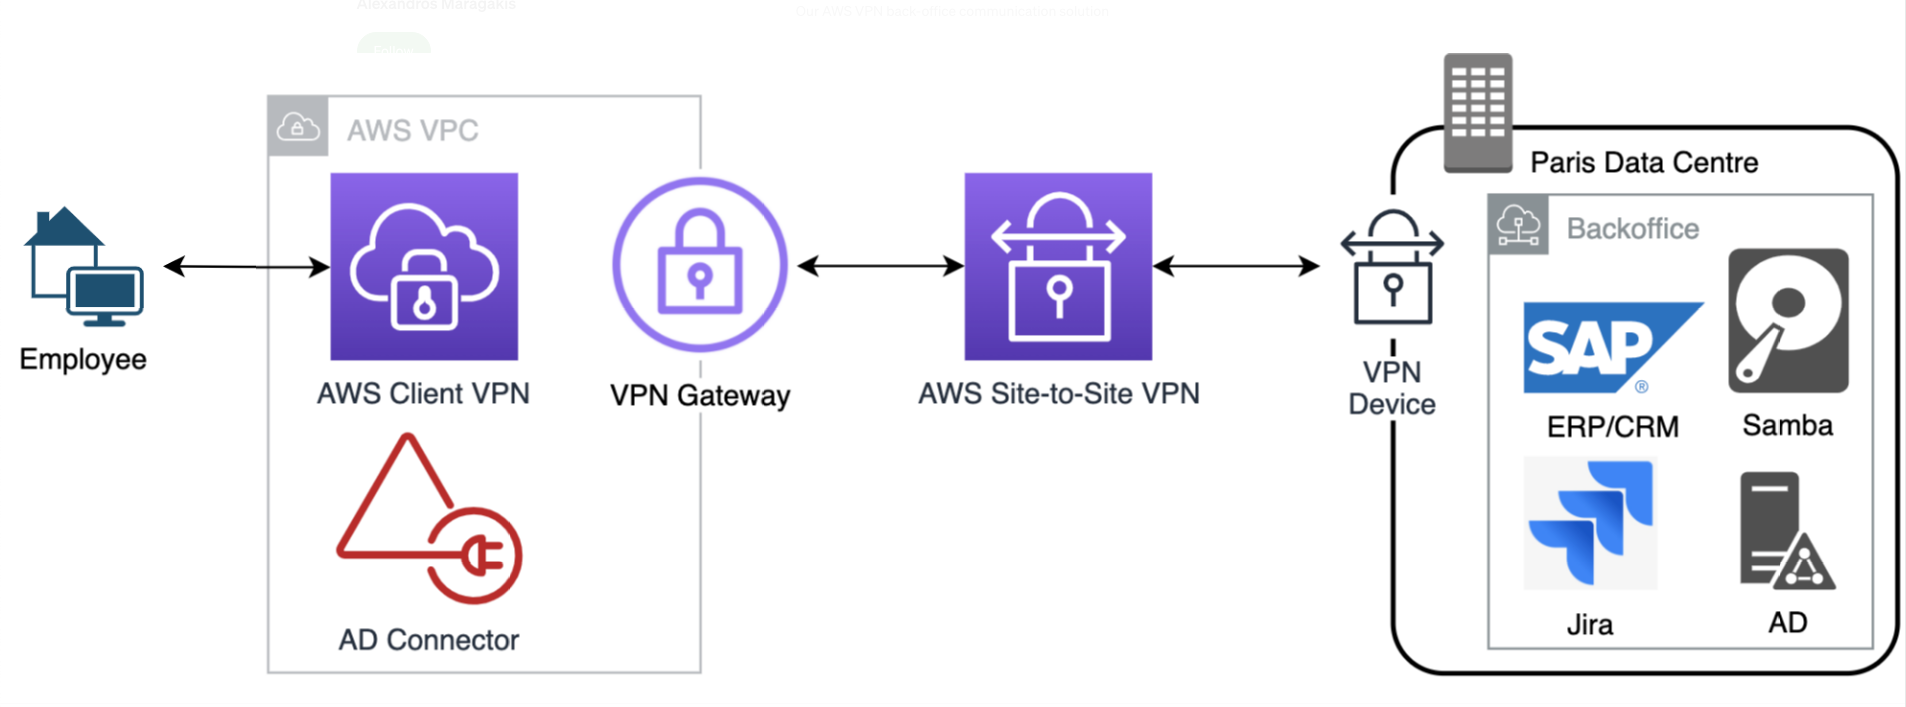 Alexandros Maragakis
Our AWS VPN back-office communication solution
Follow
AWS VPC
Paris Data Centre
Backoffice
Employee
AWS Client VPN
VPN Gateway
AWS Site-to-Site VPN
VPN
Device
SAP
®
ERP/CRM
Samba
AD Connector
Jira
AD